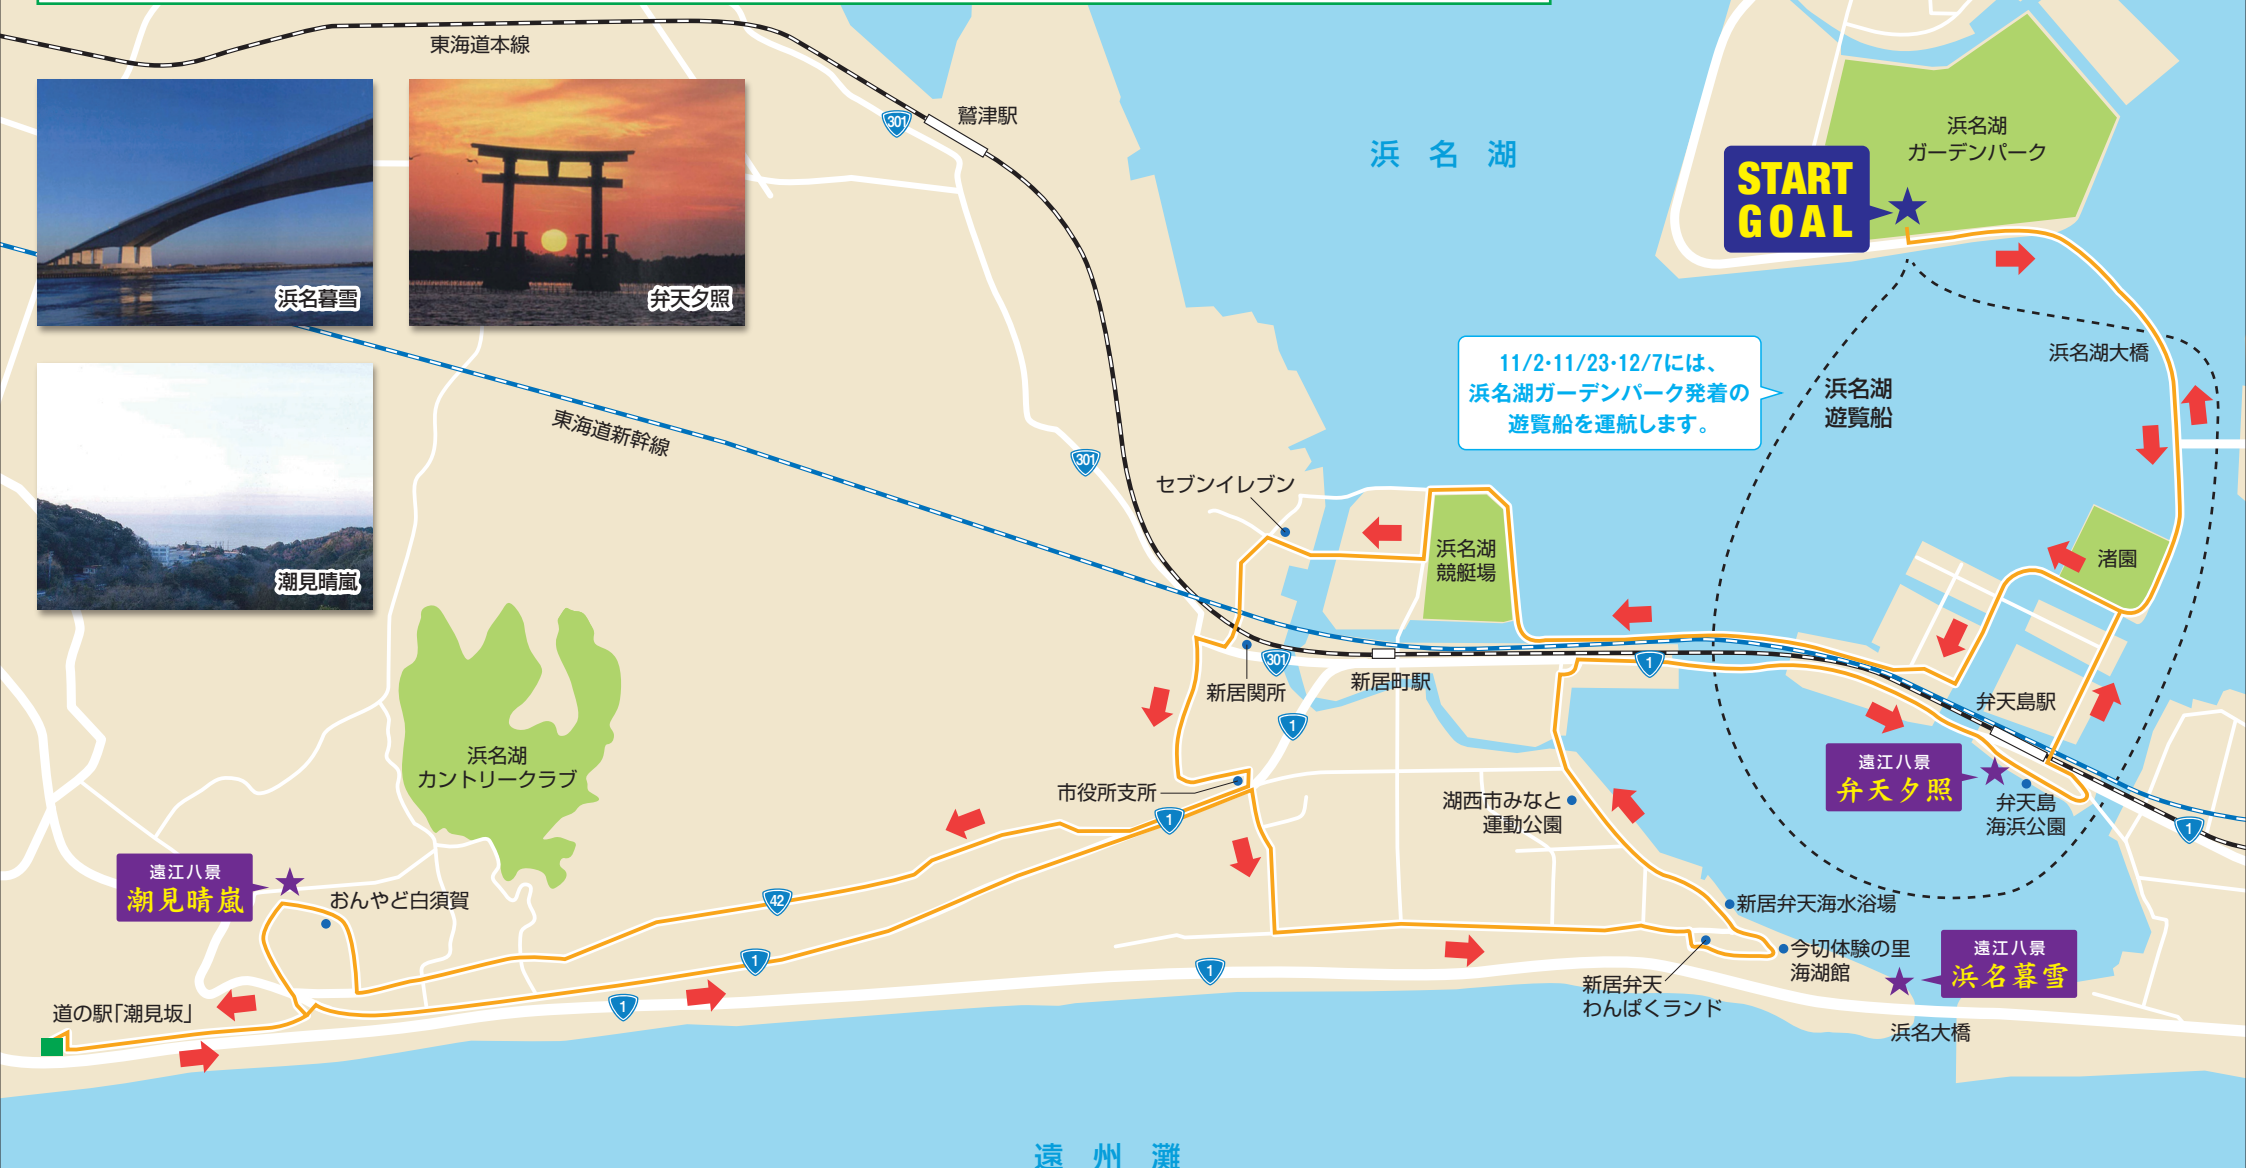 東海道本線
301
鷲津駅
浜名湖
浜名湖
ガーデンパーク
START
GOAL
浜名暮雪
弁天夕照
潮見晴嵐
東海道新幹線
11/2・11/23・12/7には、
浜名湖ガーデンパーク発着の
遊覧船を運航します。
浜名湖
遊覧船
浜名湖大橋
301
セブンイレブン
浜名湖
競艇場
渚園
301
新居関所
新居町駅
1
1
弁天島駅
遠江八景
弁天夕照
弁天島
海浜公園
1
浜名湖
カントリークラブ
市役所支所
1
湖西市みなと
運動公園
遠江八景
潮見晴嵐
おんやど白須賀
42
1
1
1
新居弁天海水浴場
今切体験の里
海湖館
遠江八景
浜名暮雪
新居弁天
わんぱくランド
浜名大橋
道の駅「潮見坂」
遠州灘